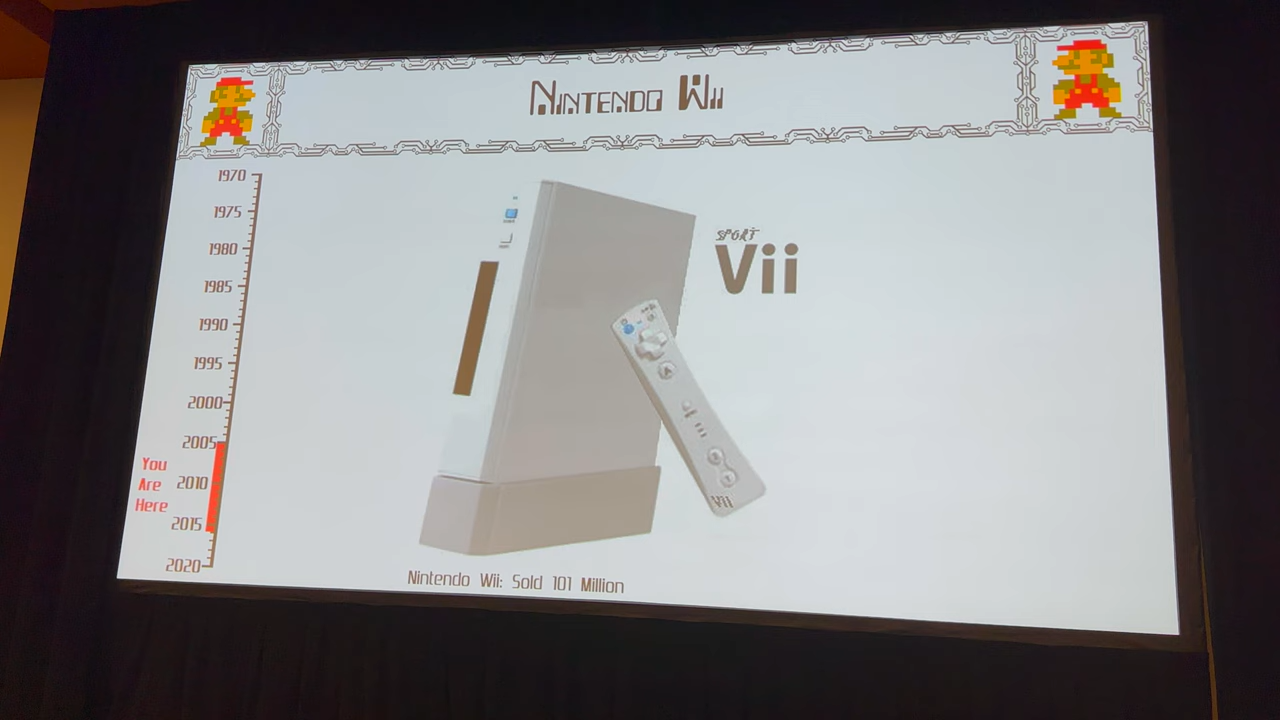 Nintendo Wii
1970
1975
1980
1985
1990
1995
2000
2005
You
Are
Here
2010
2015
2020
SPORT
Vii
A
Vii
Nintendo Wii: Sold 101 Million